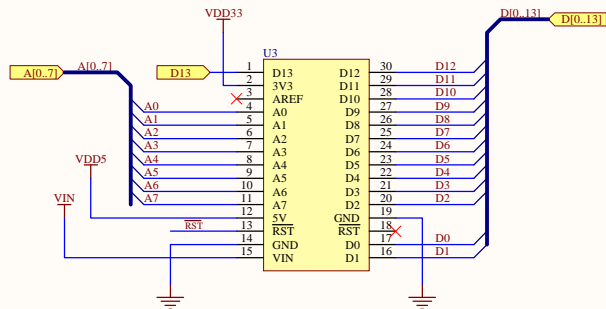 VDD33
D[0..13]
D[0..13]
U3
A[0..7]
A[0..7]
D13
1 D13 D12 30 D12
2 3V3 D11 29 D11
3 AREF D10 28 D10
A0 4 A0 D9 27 D9
A1 5 A1 D8 26 D8
A2 6 A2 D7 25 D7
A3 7 A3 D6 24 D6
A4 8 A4 D5 23 D5
VDD5
A5 9 A5 D4 22 D4
A6 10 A6 D3 21 D3
VIN
A7 11 A7 D2 20 D2
12 5V GND 19
RST 13 RST RST 18
14 GND D0 17 D0
15 VIN D1 16 D1